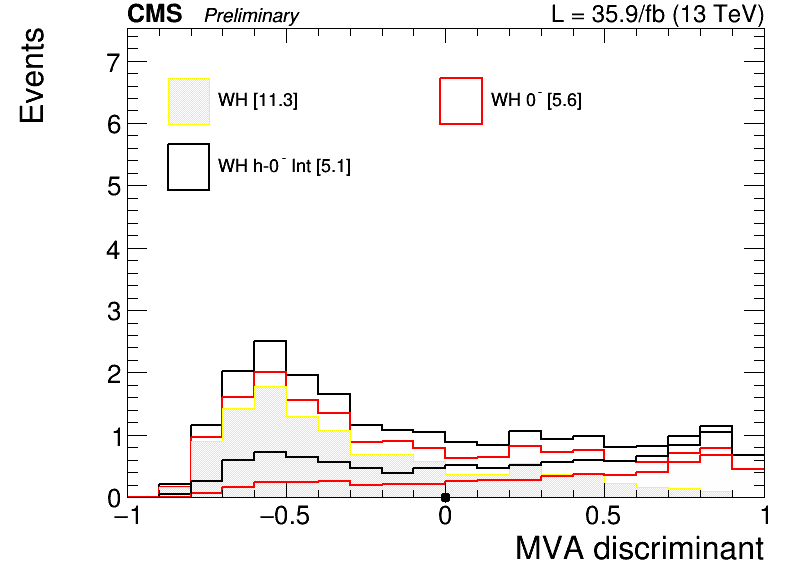 CMS Preliminary L = 35.9/fb (13 TeV)
Events
7
WH [11.3] WH 0⁻ [5.6]
6
WH h-0⁻ Int [5.1]
5
4
3
2
1
0
−1 −0.5 0 0.5 1
MVA discriminant